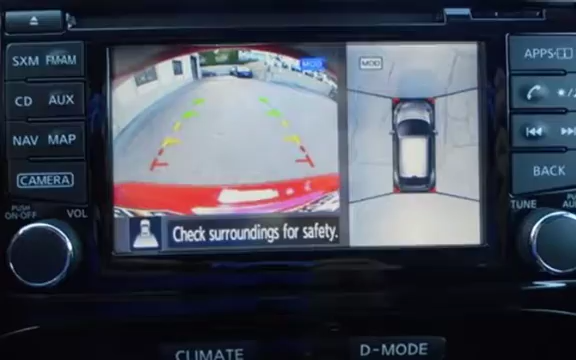 SXM FM·AM
CD AUX
NAV MAP
CAMERA
PUSH
ON·OFF
VOL
MOD
MOD
Check surroundings for safety.
APPS·
BACK
TUNE
CLIMATE
D-MODE